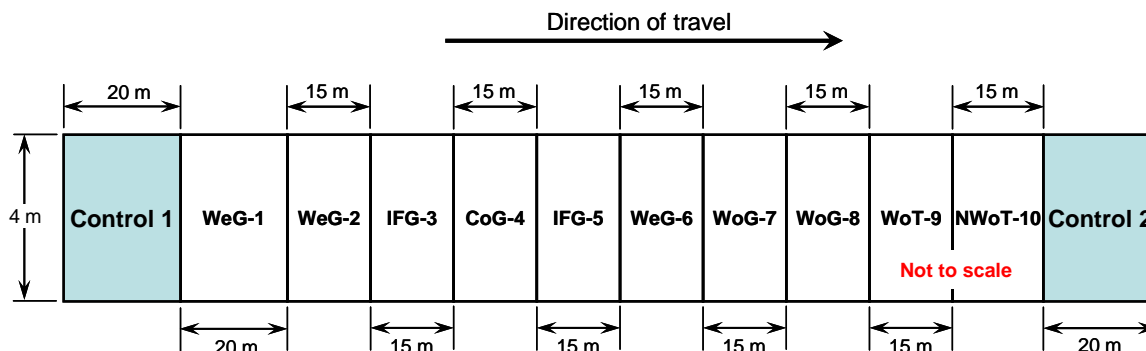 Direction of travel
20 m
15 m
15 m
15 m
15 m
15 m
4 m
Control 1
WeG-1
WeG-2
IFG-3
CoG-4
IFG-5
WeG-6
WoG-7
WoG-8
WoT-9
NWoT-10
Control 2
Not to scale
20 m
15 m
15 m
15 m
15 m
20 m